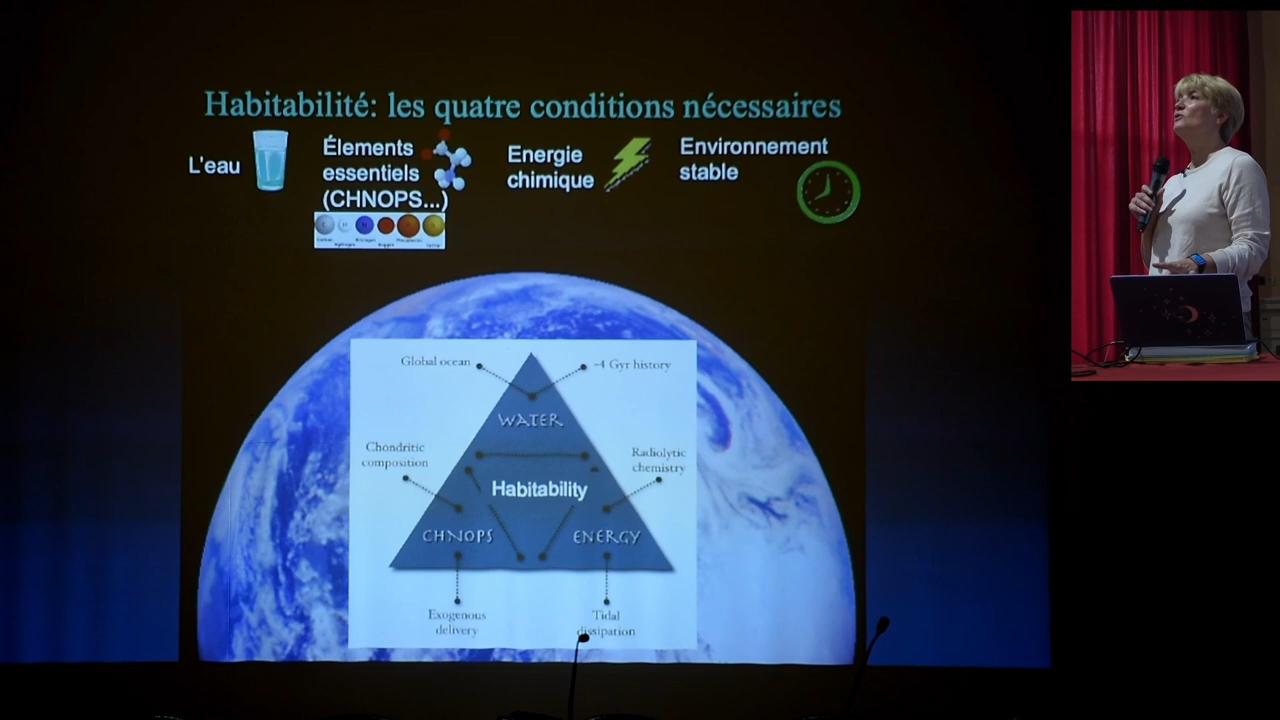 Habitabilité: les quatre conditions nécessaires
L'eau
Élements
essentiels
(CHNOPS...)
Energie
chimique
Environnement
stable
Global ocean
~4 Gyr history
WATER
Chondritic
composition
Radiolytic
chemistry
Habitability
CHNOPS
ENERGY
Exogenous
delivery
Tidal
dissipation